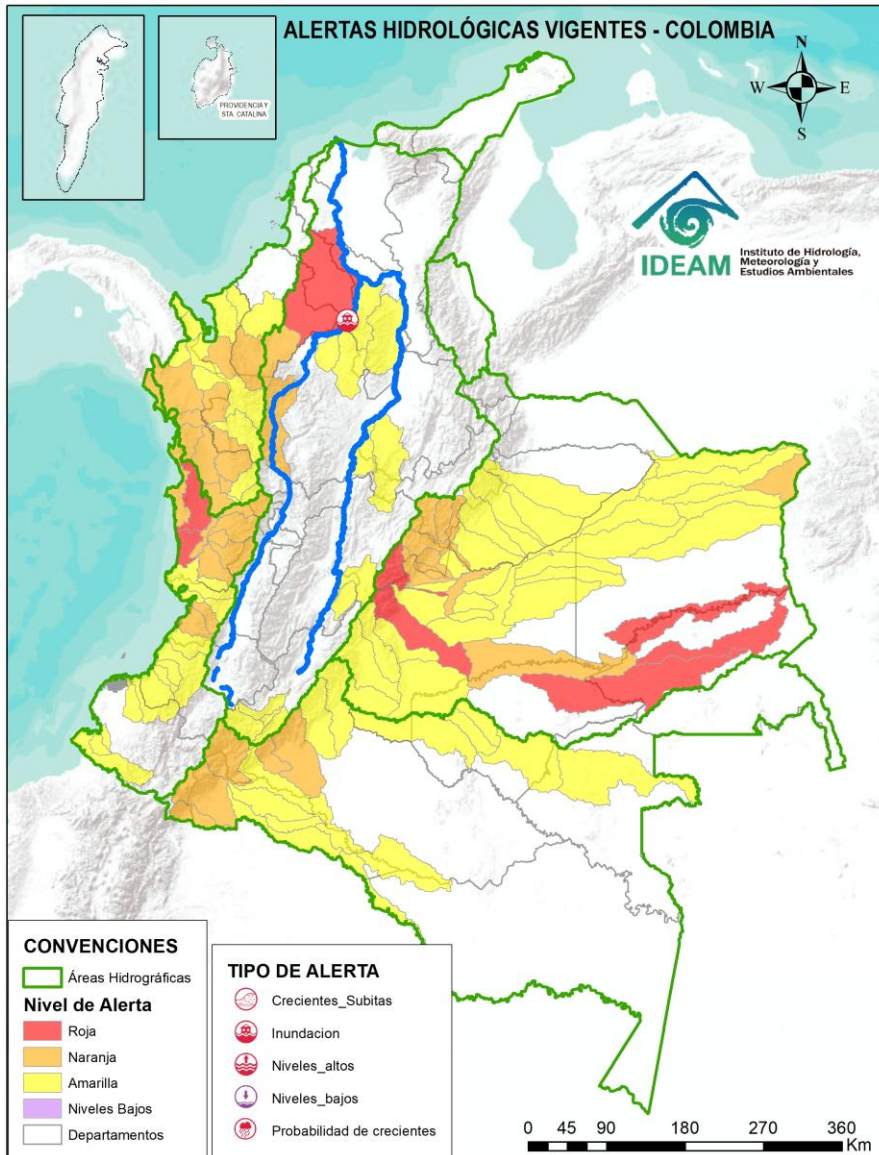 ALERTAS HIDROLÓGICAS VIGENTES - COLOMBIA
PROVIDENCIA Y
STA. CATALINA
N
W
E
S
IDEAM
Instituto de Hidrología,
Meteorología y
Estudios Ambientales
CONVENCIONES
Áreas Hidrográficas
Nivel de Alerta
Roja
Naranja
Amarilla
Niveles Bajos
Departamentos
TIPO DE ALERTA
Crecientes_Subitas
Inundacion
Niveles_altos
Niveles_bajos
Probabilidad de crecientes
0 45 90 180 270 360
Km